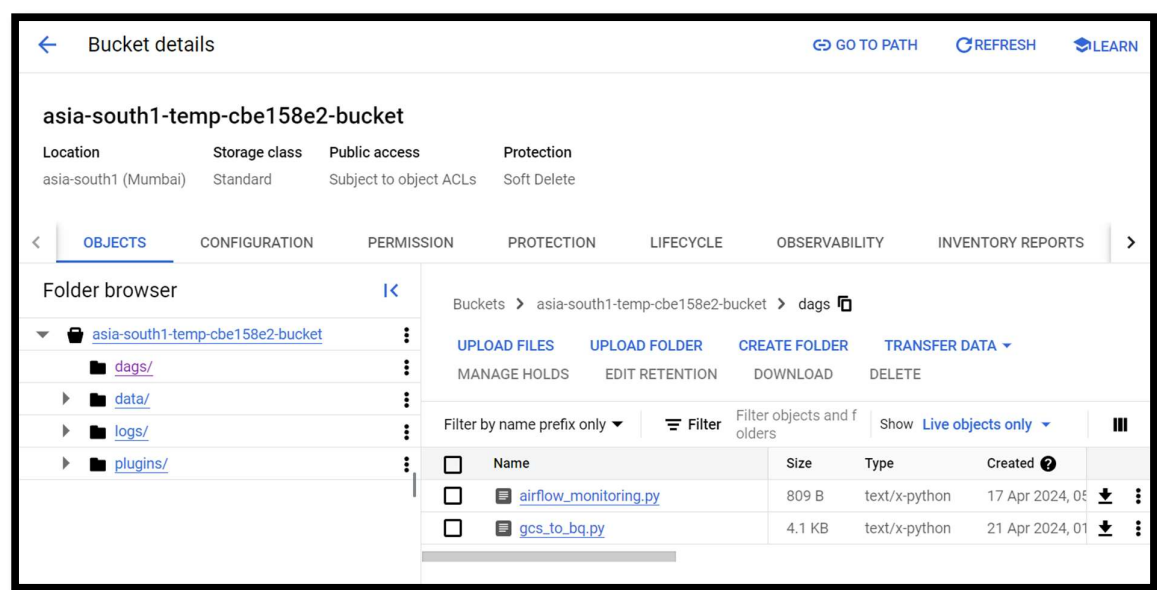 Bucket details
GO TO PATH
REFRESH
LEARN
asia-south1-temp-cbe158e2-bucket
Location Storage class Public access Protection
asia-south1 (Mumbai) Standard Subject to object ACLs Soft Delete
OBJECTS CONFIGURATION PERMISSION PROTECTION LIFECYCLE OBSERVABILITY INVENTORY REPORTS
Folder browser
asia-south1-temp-cbe158e2-bucket
dags/
data/
logs/
plugins/
Buckets > asia-south1-temp-cbe158e2-bucket > dags
UPLOAD FILES UPLOAD FOLDER CREATE FOLDER TRANSFER DATA
MANAGE HOLDS EDIT RETENTION DOWNLOAD DELETE
Filter by name prefix only Filter Filter objects and f
olders
Show Live objects only
Name Size Type Created
airflow_monitoring.py 809 B text/x-python 17 Apr 2024, 05
gcs_to_bq.py 4.1 KB text/x-python 21 Apr 2024, 01